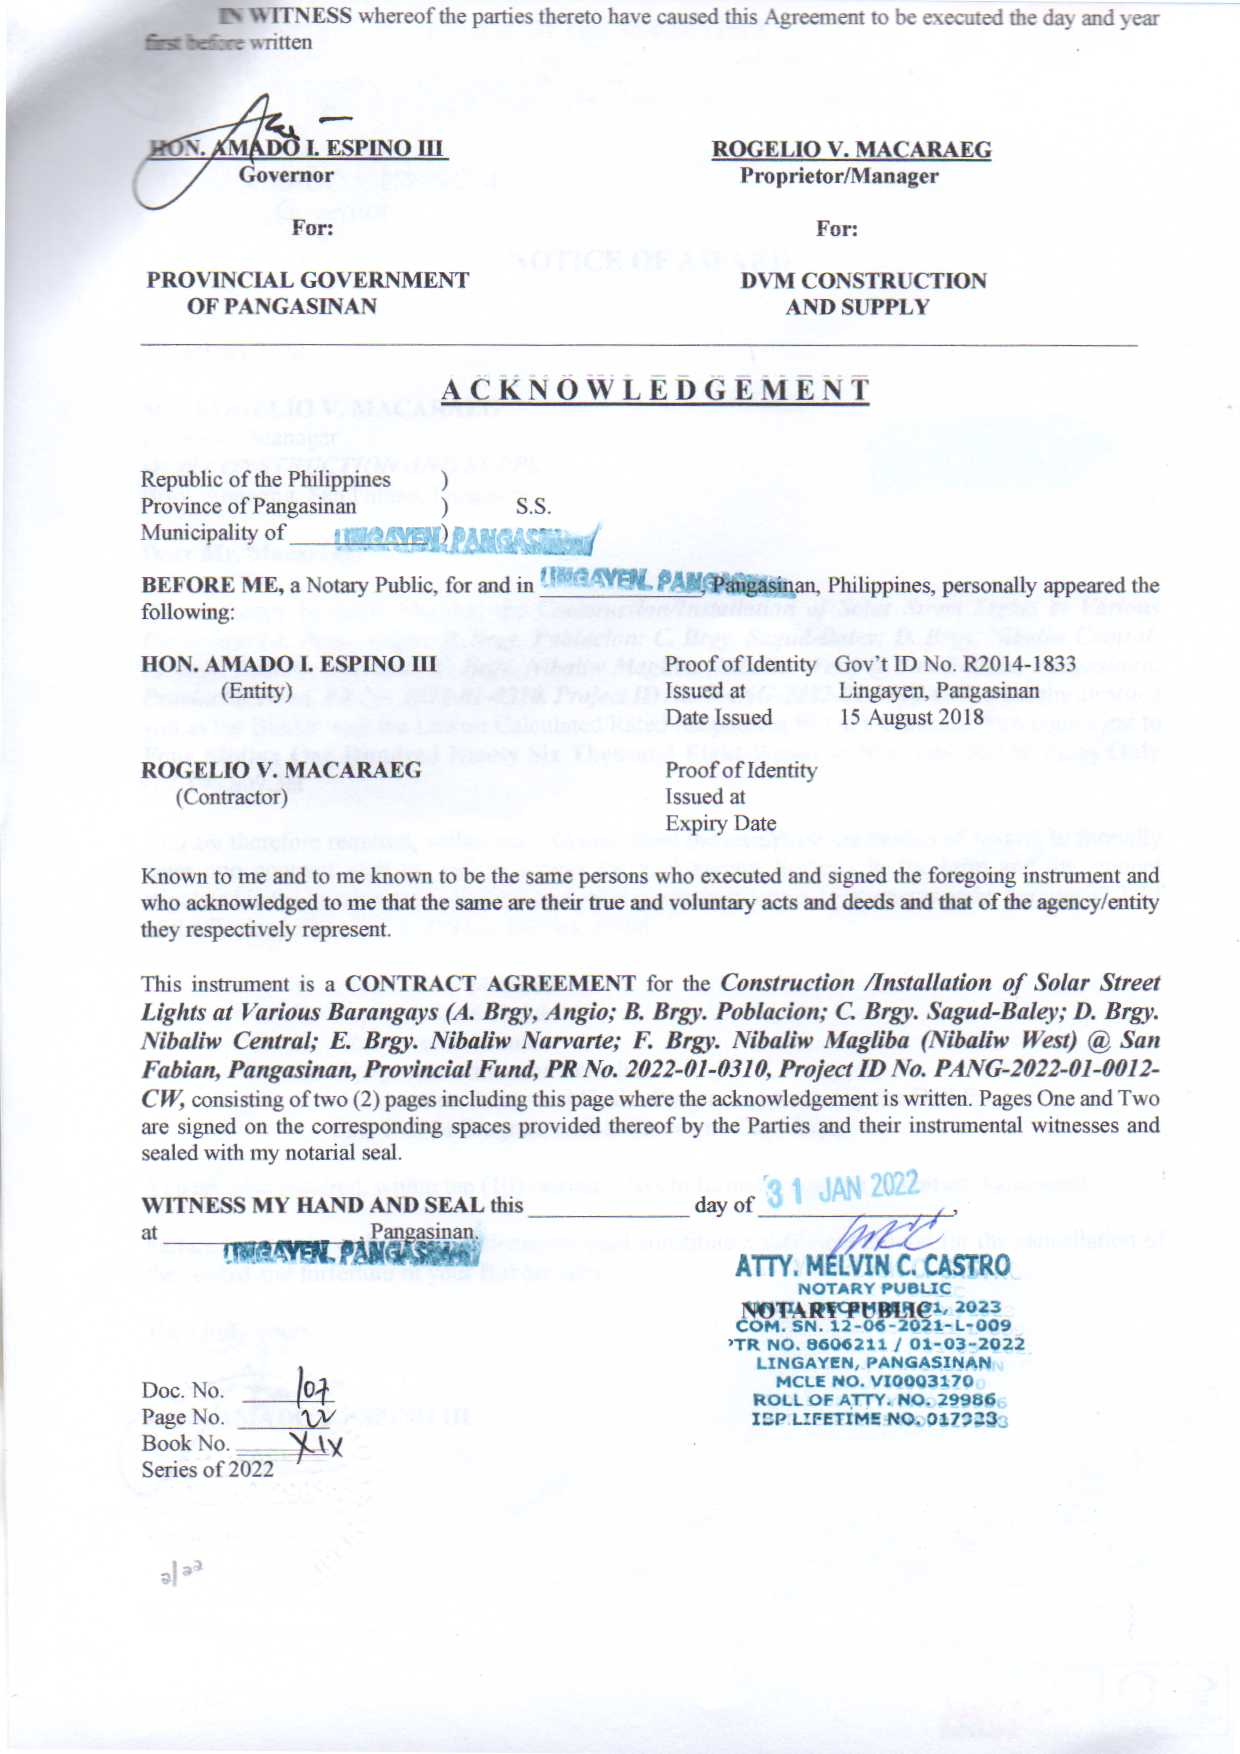 IN WITNESS whereof the parties thereto have caused this Agreement to be executed the day and year
first before written
HON. AMADO I. ESPINO III
Governor
For:
PROVINCIAL GOVERNMENT
OF PANGASINAN
ROGELIO V. MACARAEG
Proprietor/Manager
For:
DVM CONSTRUCTION
AND SUPPLY
ACKNOWLEDGEMENT
Republic of the Philippines )
Province of Pangasinan ) S.S.
Municipality of LINGAYEN, PANGASINAN )
BEFORE ME, a Notary Public, for and in LINGAYEN, PANGASINAN, Pangasinan, Philippines, personally appeared the
following:
HON. AMADO I. ESPINO III Proof of Identity Gov't ID No. R2014-1833
(Entity) Issued at Lingayen, Pangasinan
Date Issued 15 August 2018
ROGELIO V. MACARAEG Proof of Identity
(Contractor) Issued at
Expiry Date
Known to me and to me known to be the same persons who executed and signed the foregoing instrument and
who acknowledged to me that the same are their true and voluntary acts and deeds and that of the agency/entity
they respectively represent.
This instrument is a CONTRACT AGREEMENT for the Construction /Installation of Solar Street
Lights at Various Barangays (A. Brgy, Angio; B. Brgy. Poblacion; C. Brgy. Sagud-Baley; D. Brgy.
Nibaliw Central; E. Brgy. Nibaliw Narvarte; F. Brgy. Nibaliw Magliba (Nibaliw West) @ San
Fabian, Pangasinan, Provincial Fund, PR No. 2022-01-0310, Project ID No. PANG-2022-01-0012-
CW, consisting of two (2) pages including this page where the acknowledgement is written. Pages One and Two
are signed on the corresponding spaces provided thereof by the Parties and their instrumental witnesses and
sealed with my notarial seal.
WITNESS MY HAND AND SEAL this ______ day of 31 JAN 2022,
at ______, Pangasinan.
LINGAYEN, PANGASINAN
ATTY. MELVIN C. CASTRO
NOTARY PUBLIC
NOTARY PUBLIC
UNTIL DECEMBER 31, 2023
COM. SN. 12-06-2021-L-009
PTR NO. 8606211 / 01-03-2022
LINGAYEN, PANGASINAN
MCLE NO. VI0003170
ROLL OF ATTY. NO. 29986
IBP LIFETIME NO. 017923
Doc. No. 107
Page No. 22
Book No. XIX
Series of 2022
2/22